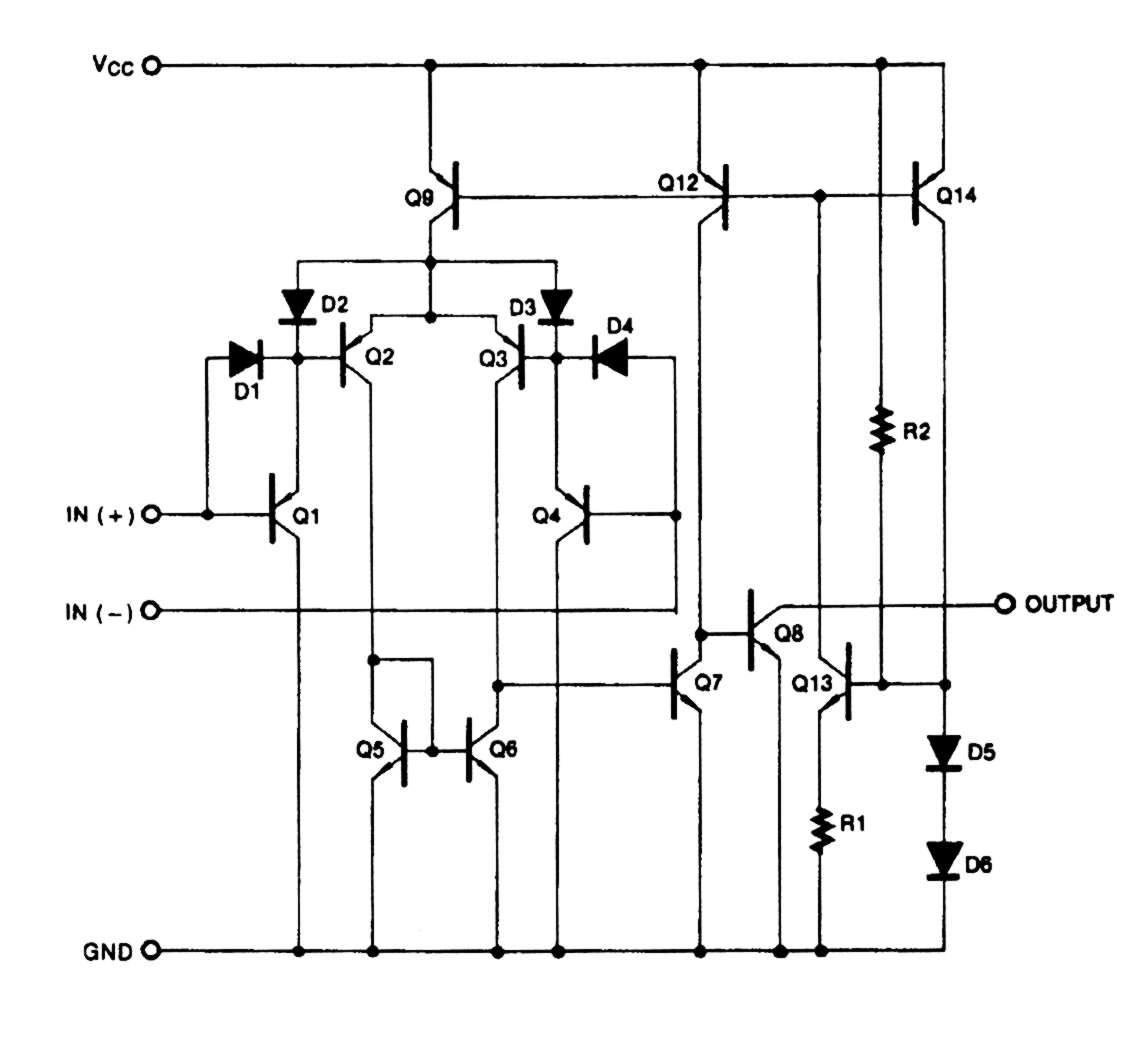 VCC
Q9
Q12
Q14
D2
D3
D4
D1
Q2
Q3
R2
IN (+)
Q1
Q4
IN (−)
OUTPUT
Q8
Q7
Q13
Q5
Q6
D5
R1
D6
GND